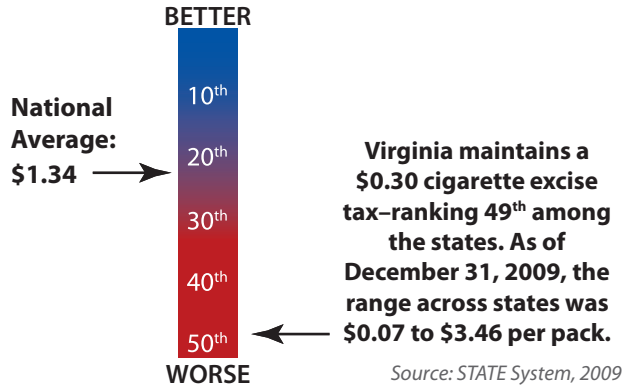 BETTER
10th
National
Average:
$1.34
20th
30th
40th
50th
WORSE
Virginia maintains a
$0.30 cigarette excise
tax–ranking 49th among
the states. As of
December 31, 2009, the
range across states was
$0.07 to $3.46 per pack.
Source: STATE System, 2009